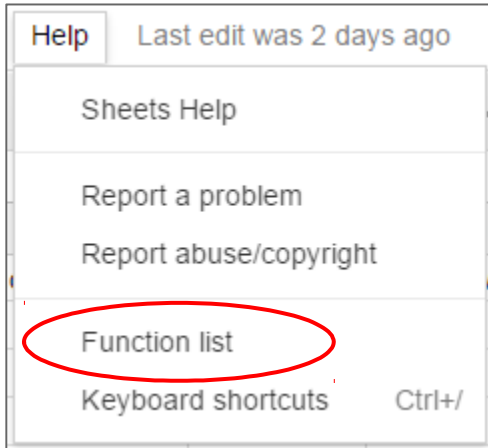 Help Last edit was 2 days ago
Sheets Help
Report a problem
Report abuse/copyright
Function list
Keyboard shortcuts Ctrl+/